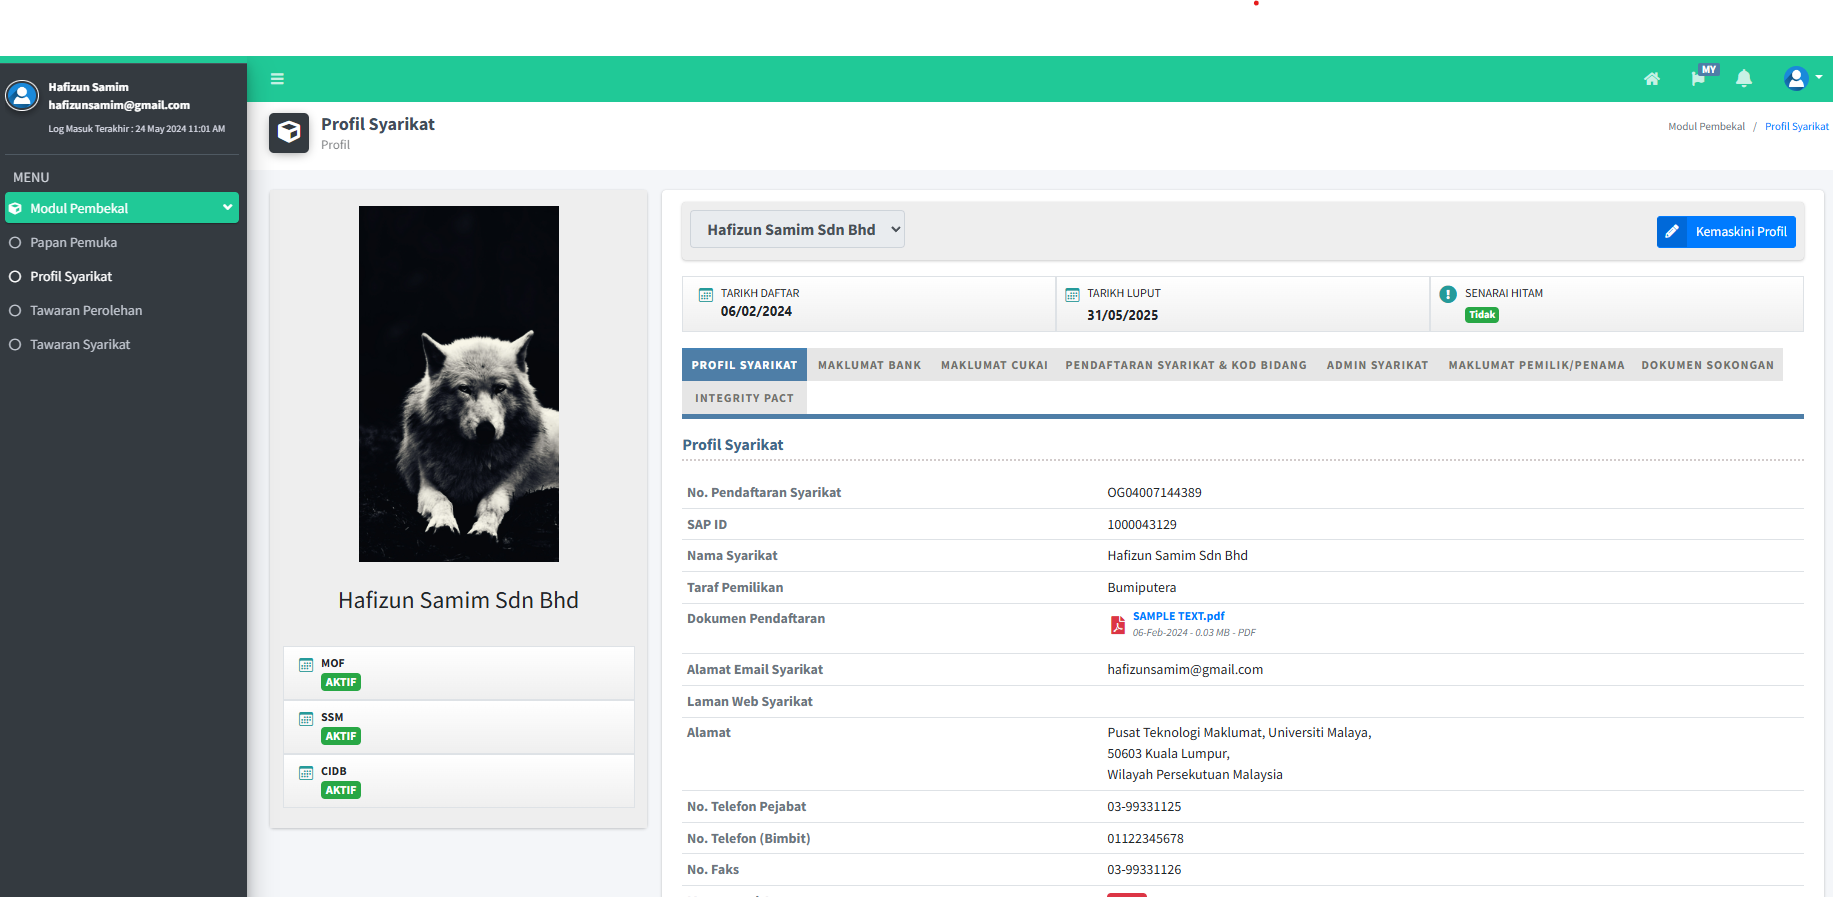 Hafizun Samim
hafizunsamim@gmail.com
Log Masuk Terakhir : 24 May 2024 11:01 AM
MENU
Modul Pembekal
Papan Pemuka
Profil Syarikat
Tawaran Perolehan
Tawaran Syarikat
MY
Profil Syarikat
Profil
Modul Pembekal / Profil Syarikat
Hafizun Samim Sdn Bhd
MOF
AKTIF
SSM
AKTIF
CIDB
AKTIF
Hafizun Samim Sdn Bhd
Kemaskini Profil
TARIKH DAFTAR
06/02/2024
TARIKH LUPUT
31/05/2025
SENARAI HITAM
Tidak
PROFIL SYARIKAT MAKLUMAT BANK MAKLUMAT CUKAI PENDAFTARAN SYARIKAT & KOD BIDANG ADMIN SYARIKAT MAKLUMAT PEMILIK/PENAMA DOKUMEN SOKONGAN
INTEGRITY PACT
Profil Syarikat
No. Pendaftaran Syarikat OG04007144389
SAP ID 1000043129
Nama Syarikat Hafizun Samim Sdn Bhd
Taraf Pemilikan Bumiputera
Dokumen Pendaftaran SAMPLE TEXT.pdf
06-Feb-2024 - 0.03 MB - PDF
Alamat Email Syarikat hafizunsamim@gmail.com
Laman Web Syarikat
Alamat Pusat Teknologi Maklumat, Universiti Malaya,
50603 Kuala Lumpur,
Wilayah Persekutuan Malaysia
No. Telefon Pejabat 03-99331125
No. Telefon (Bimbit) 01122345678
No. Faks 03-99331126